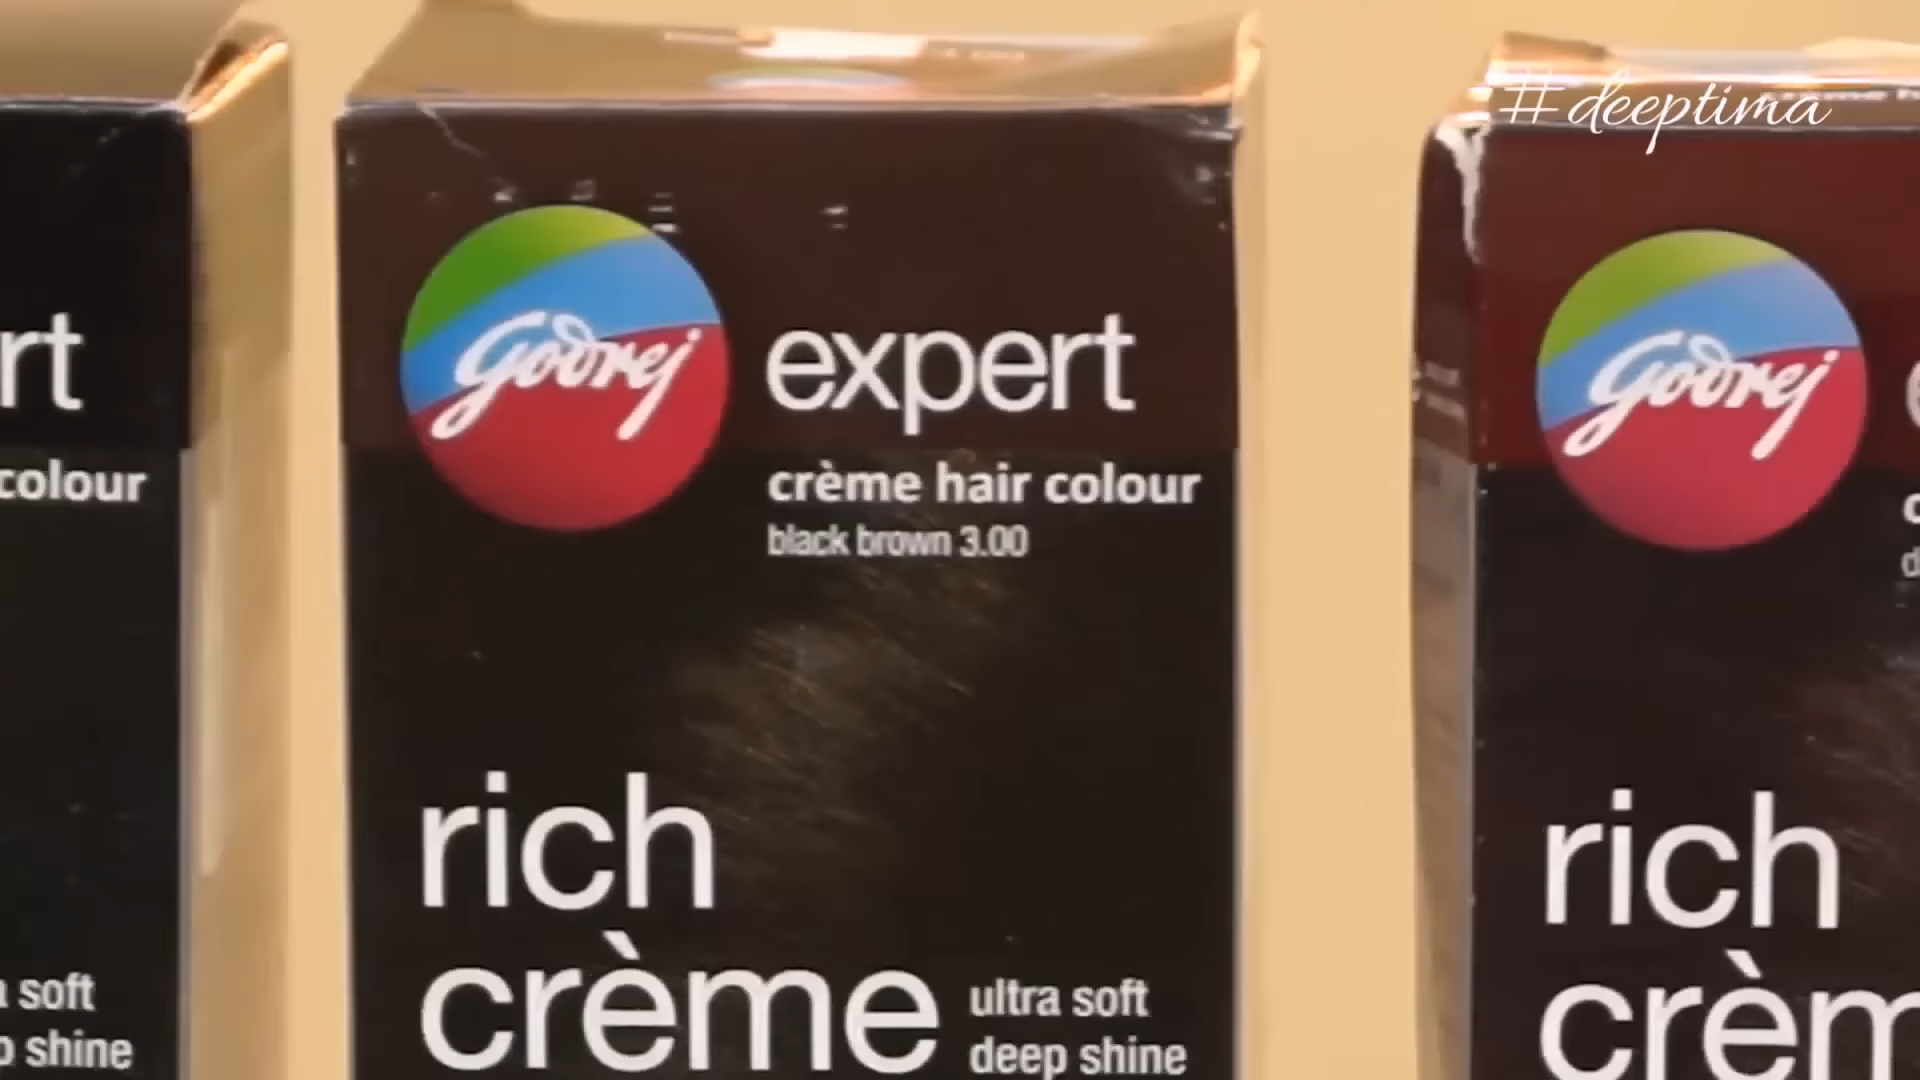 #deeptima
rt
colour
a soft
p shine
Godrej
expert
crème hair colour
black brown 3.00
rich
crème
ultra soft
deep shine
Godrej
rich
crèm